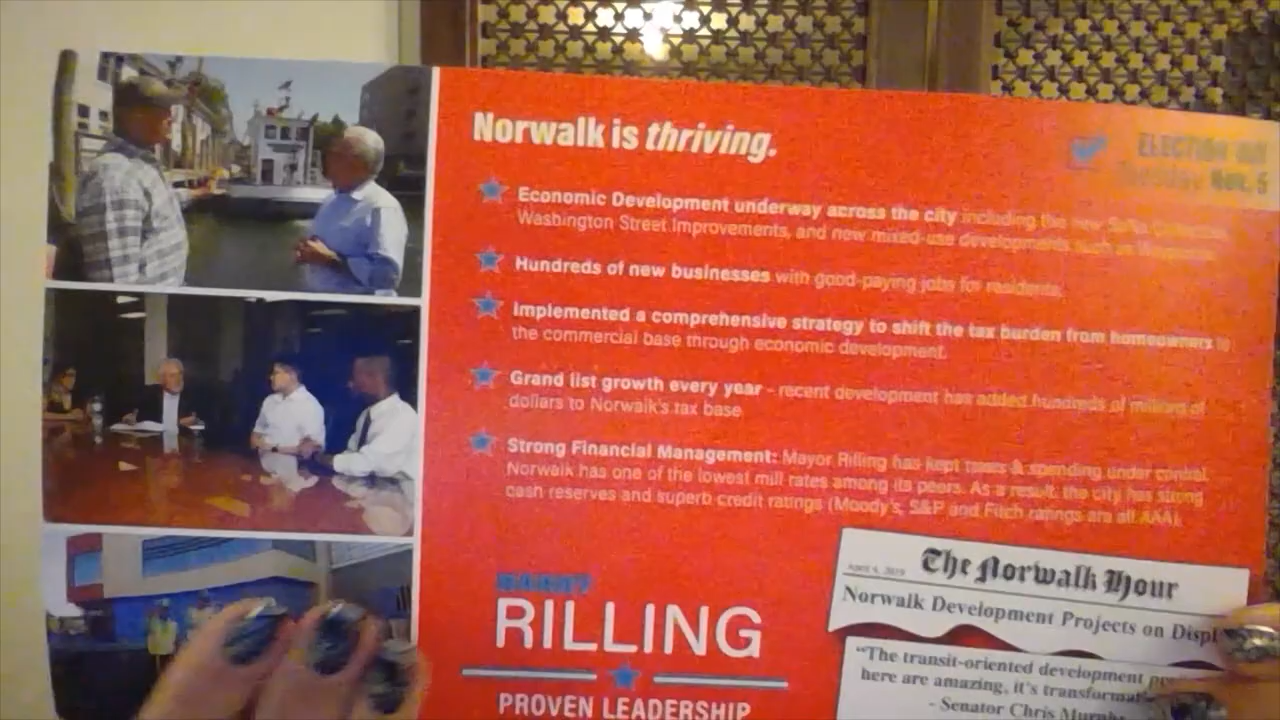 Norwalk is thriving.
ELECTION
Nov. 5
Economic Development underway across the city including the new
Washington Street Improvements, and new mixed-use developments such as
Hundreds of new businesses with good-paying jobs for residents.
Implemented a comprehensive strategy to shift the tax burden from homeowners to
the commercial base through economic development.
Grand list growth every year – recent development has added hundreds of millions of
dollars to Norwalk's tax base
Strong Financial Management: Mayor Rilling has kept taxes & spending under control.
Norwalk has one of the lowest mill rates among its peers. As a result, the city has strong
cash reserves and superb credit ratings (Moody's, S&P and Fitch ratings are all AAA).
HARRY
RILLING
PROVEN LEADERSHIP
The Norwalk Hour
Norwalk Development Projects on Displ
"The transit-oriented development
here are amazing, it's
- Senator Chris Murph